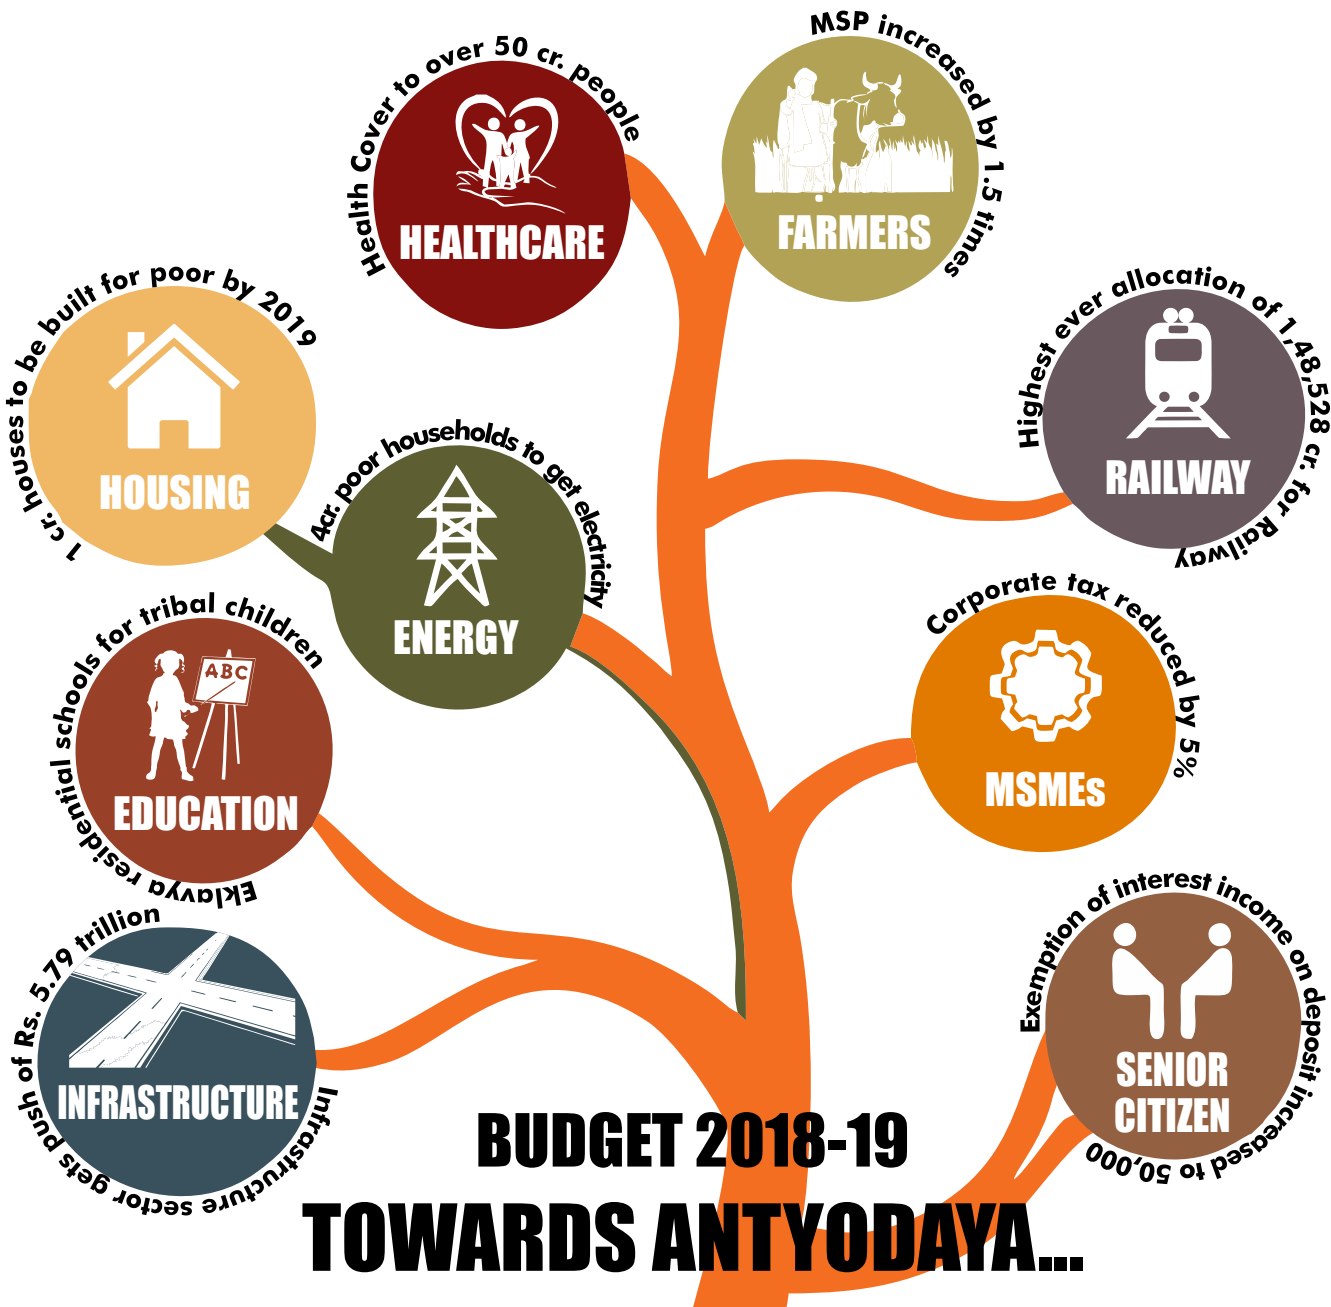 Health Cover to over 50 cr. people
HEALTHCARE
MSP increased by 1.5 times
FARMERS
1 cr. houses to be built for poor by 2019
HOUSING
Highest ever allocation of 1,48,528 cr. for Railway
RAILWAY
4cr. poor households to get electricity
ENERGY
Eklavya residential schools for tribal children
ABC
EDUCATION
Corporate tax reduced by 5%
MSMEs
Infrastructure sector gets push of Rs. 5.79 trillion
INFRASTRUCTURE
Exemption of interest income on deposit increased to 50,000
SENIOR
CITIZEN
BUDGET 2018-19
TOWARDS ANTYODAYA...